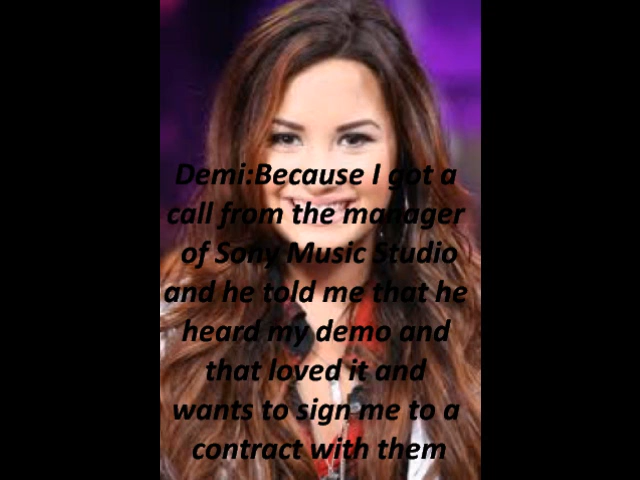 Demi:Because I got a
call from the manager
of Sony Music Studio
and he told me that he
heard my demo and
that loved it and
wants to sign me to a
contract with them